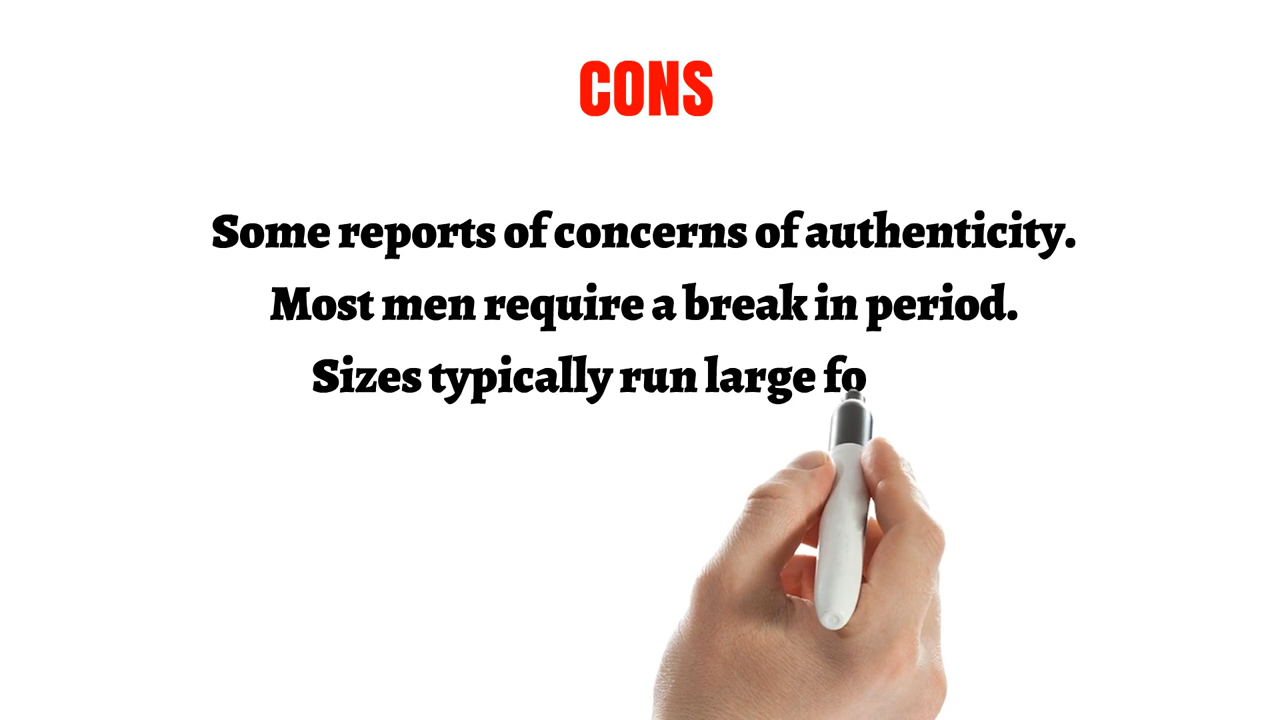 CONS
Some reports of concerns of authenticity.
Most men require a break in period.
Sizes typically run large fo